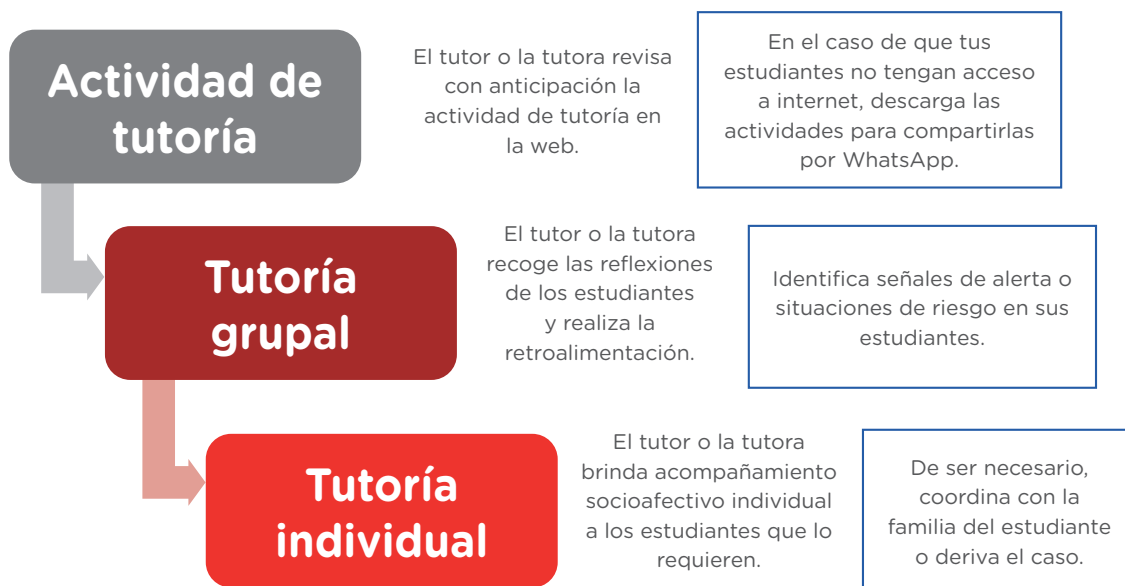 Actividad de
tutoría
El tutor o la tutora revisa
con anticipación la
actividad de tutoría en
la web.
En el caso de que tus
estudiantes no tengan acceso
a internet, descarga las
actividades para compartirlas
por WhatsApp.
Tutoría
grupal
El tutor o la tutora
recoge las reflexiones
de los estudiantes
y realiza la
retroalimentación.
Identifica señales de alerta o
situaciones de riesgo en sus
estudiantes.
Tutoría
individual
El tutor o la tutora
brinda acompañamiento
socioafectivo individual
a los estudiantes que lo
requieren.
De ser necesario,
coordina con la
familia del estudiante
o deriva el caso.